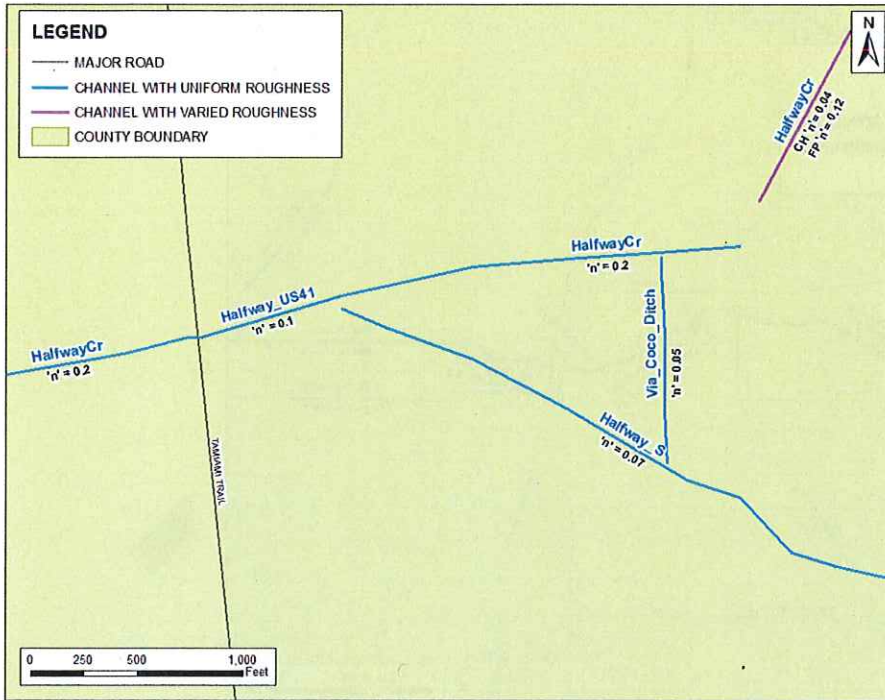 LEGEND
MAJOR ROAD
CHANNEL WITH UNIFORM ROUGHNESS
CHANNEL WITH VARIED ROUGHNESS
COUNTY BOUNDARY
N
HalfwayCr
CH 'n' = 0.04
FP 'n' = 0.12
HalfwayCr
'n' = 0.2
Halfway_US41
'n' = 0.1
Via_Coco_Ditch
'n' = 0.05
HalfwayCr
'n' = 0.2
Halfway_S
'n' = 0.07
TAMIAMI TRAIL
0 250 500 1,000
Feet